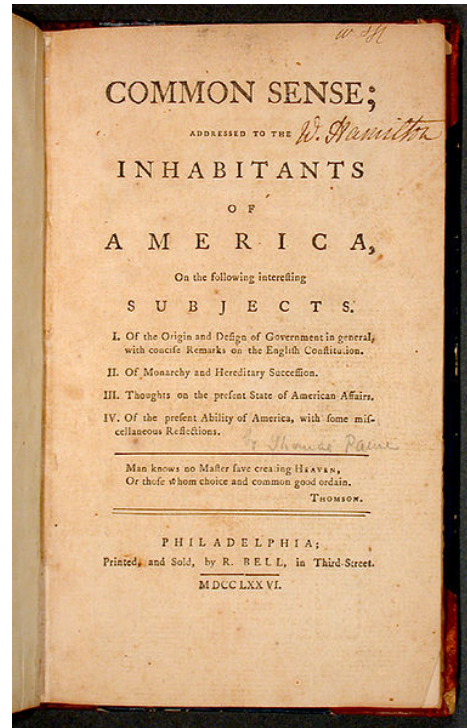 COMMON SENSE;
ADDRESSED TO THE
W. Hamilton
INHABITANTS
OF
AMERICA,
On the following intereſting
SUBJECTS.
I. Of the Origin and Deſign of Government in general,
with conciſe Remarks on the Engliſh Conſtitution.
II. Of Monarchy and Hereditary Succeſſion.
III. Thoughts on the preſent State of American Affairs.
IV. Of the preſent Ability of America, with ſome miſ-
cellaneous Reflections.
by Thomas Paine
Man knows no Maſter ſave creating HEAVEN,
Or thoſe whom choice and common good ordain.
THOMSON.
PHILADELPHIA;
Printed, and Sold, by R. BELL, in Third-Street.
MDCCLXXVI.